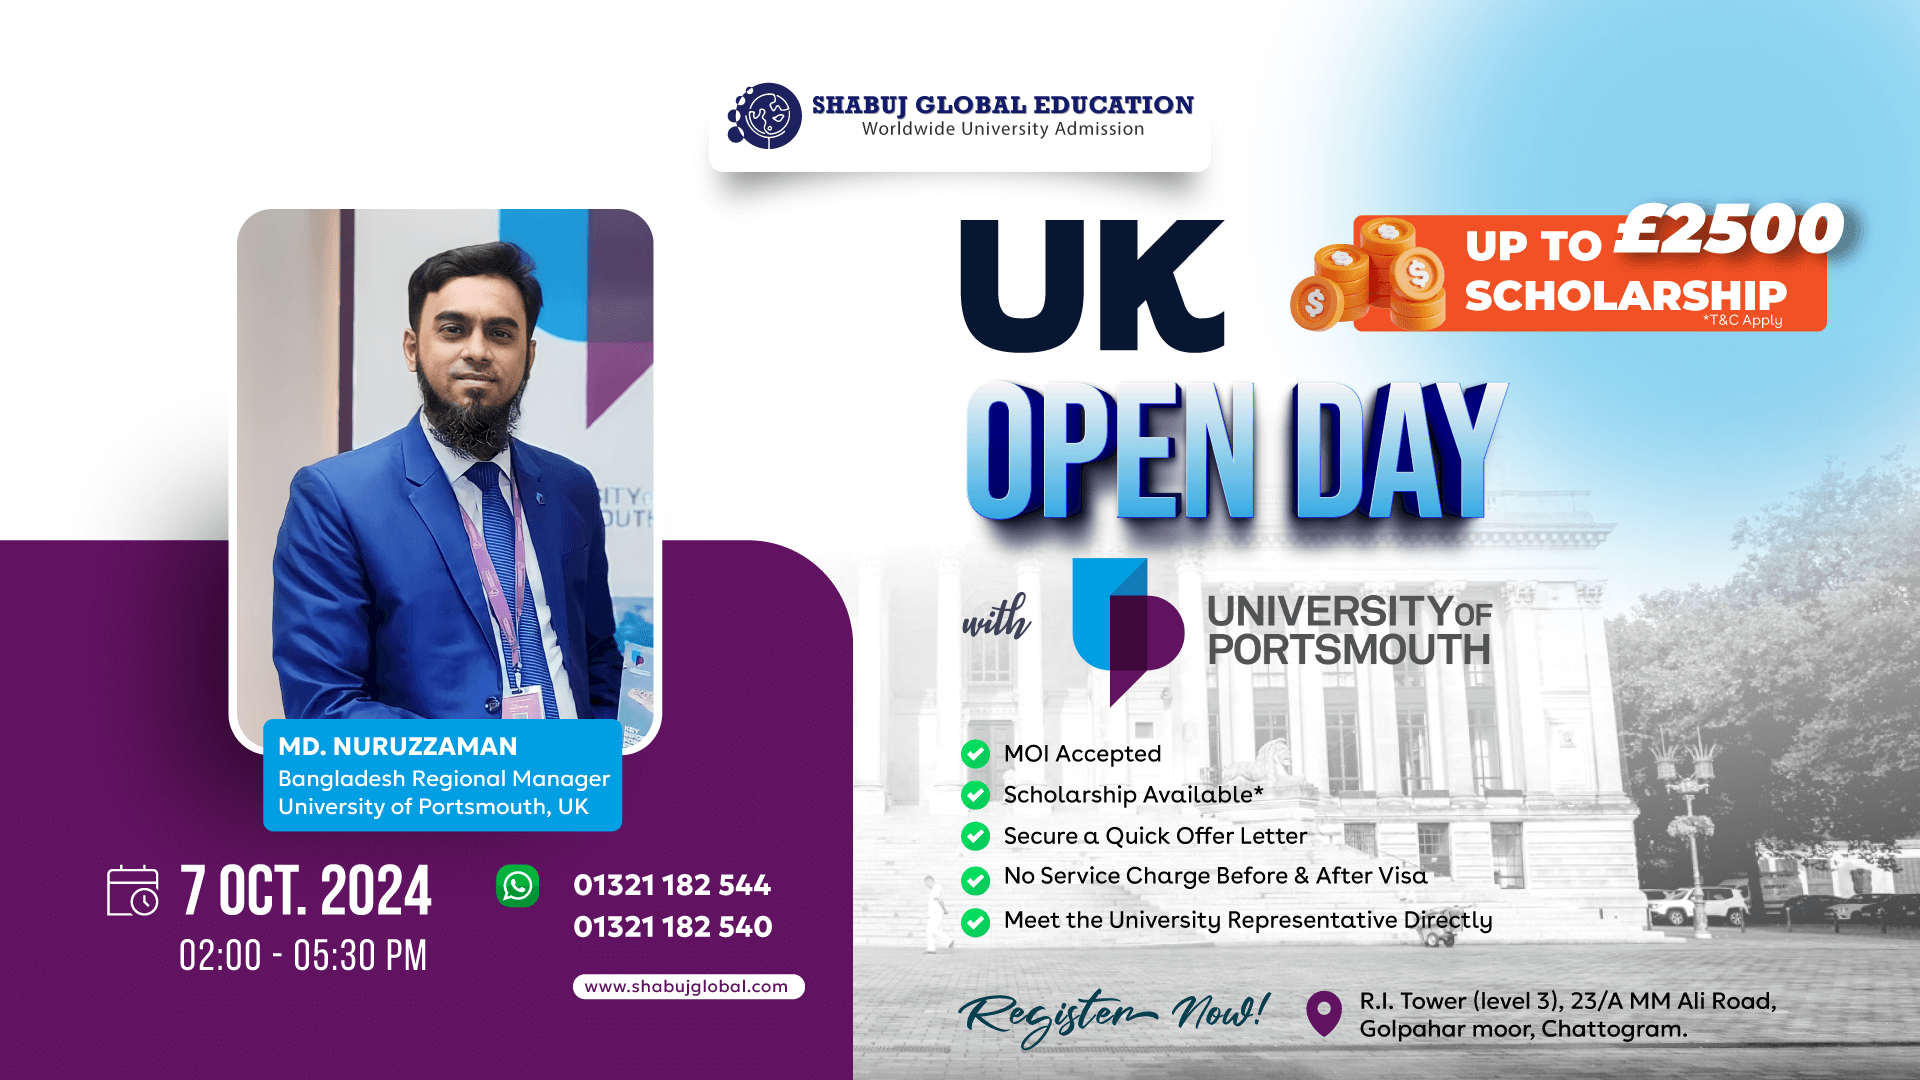 SHABUJ GLOBAL EDUCATION
Worldwide University Admission
UK
OPEN DAY
UP TO £2500
SCHOLARSHIP
*T&C Apply
with
UNIVERSITY OF
PORTSMOUTH
MD. NURUZZAMAN
Bangladesh Regional Manager
University of Portsmouth, UK
7 OCT. 2024
02:00 - 05:30 PM
01321 182 544
01321 182 540
www.shabujglobal.com
MOI Accepted
Scholarship Available*
Secure a Quick Offer Letter
No Service Charge Before & After Visa
Meet the University Representative Directly
Register Now!
R.I. Tower (level 3), 23/A MM Ali Road,
Golpahar moor, Chattogram.